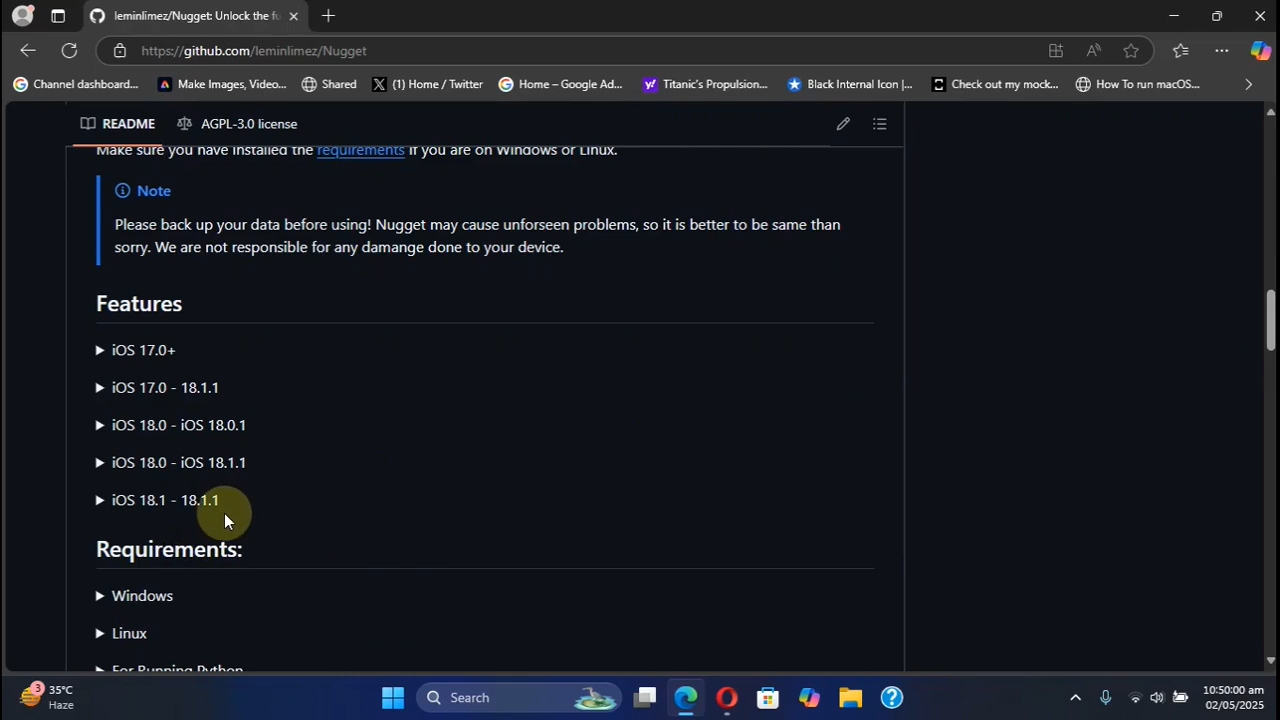 leminlimez/Nugget: Unlock the fu
https://github.com/leminlimez/Nugget
Channel dashboard...
Make Images, Video...
Shared
(1) Home / Twitter
Home – Google Ad...
Titanic's Propulsion...
Black Internal Icon |...
Check out my mock...
How To run macOS...
README
AGPL-3.0 license
Make sure you have installed the requirements if you are on Windows or Linux.
Note
Please back up your data before using! Nugget may cause unforseen problems, so it is better to be same than
sorry. We are not responsible for any damange done to your device.
Features
iOS 17.0+
iOS 17.0 - 18.1.1
iOS 18.0 - iOS 18.0.1
iOS 18.0 - iOS 18.1.1
iOS 18.1 - 18.1.1
Requirements:
Windows
Linux
For Running Python
3
35°C
Haze
Search
10:50:00 am
02/05/2025